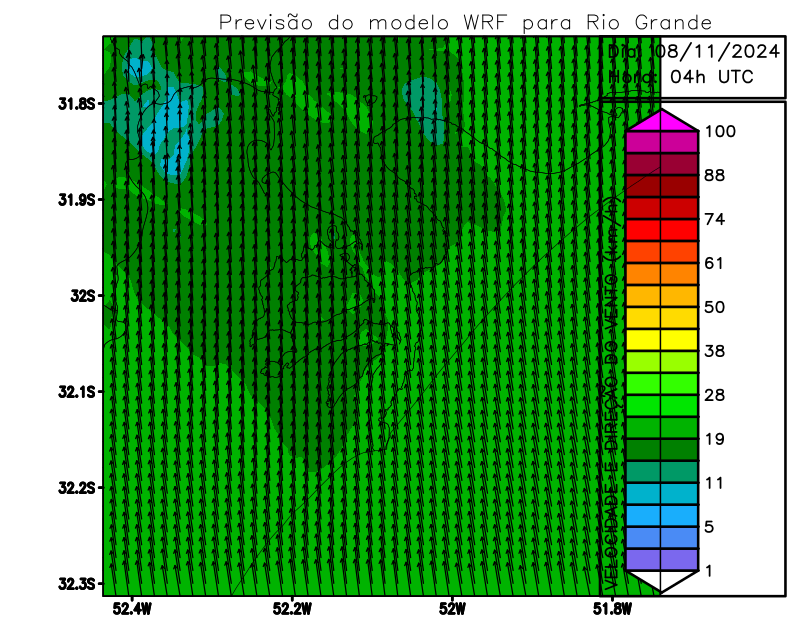 Previsão do modelo WRF para Rio Grande
Dia: 08/11/2024
Hora: 04h UTC
31.8S
31.9S
32S
32.1S
32.2S
32.3S
52.4W
52.2W
52W
51.8W
VELOCIDADE E DIREÇÃO DO VENTO (km/h)
100
88
74
61
50
38
28
19
11
5
1